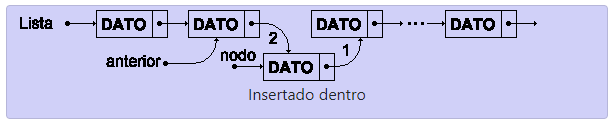 Lista DATO DATO DATO ... DATO
2 1
anterior nodo DATO
Insertado dentro